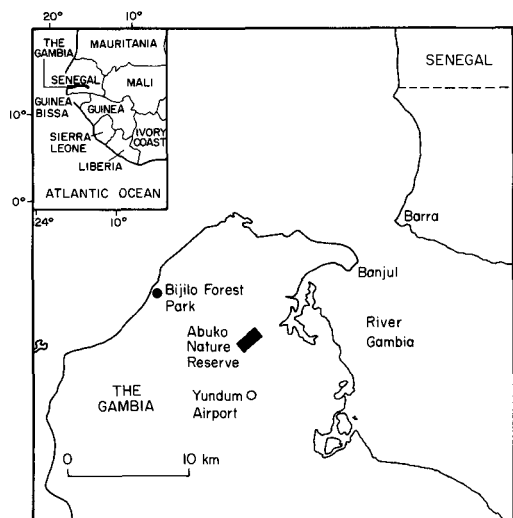 20°
10°
THE
GAMBIA
MAURITANIA
SENEGAL
MALI
GUINEA
BISSA
GUINEA
10°
SIERRA
LEONE
IVORY
COAST
LIBERIA
ATLANTIC OCEAN
0°
24°
10°
SENEGAL
Barra
Banjul
Bijilo Forest
Park
Abuko
Nature
Reserve
River
Gambia
THE
GAMBIA
Yundum
Airport
0
10 km